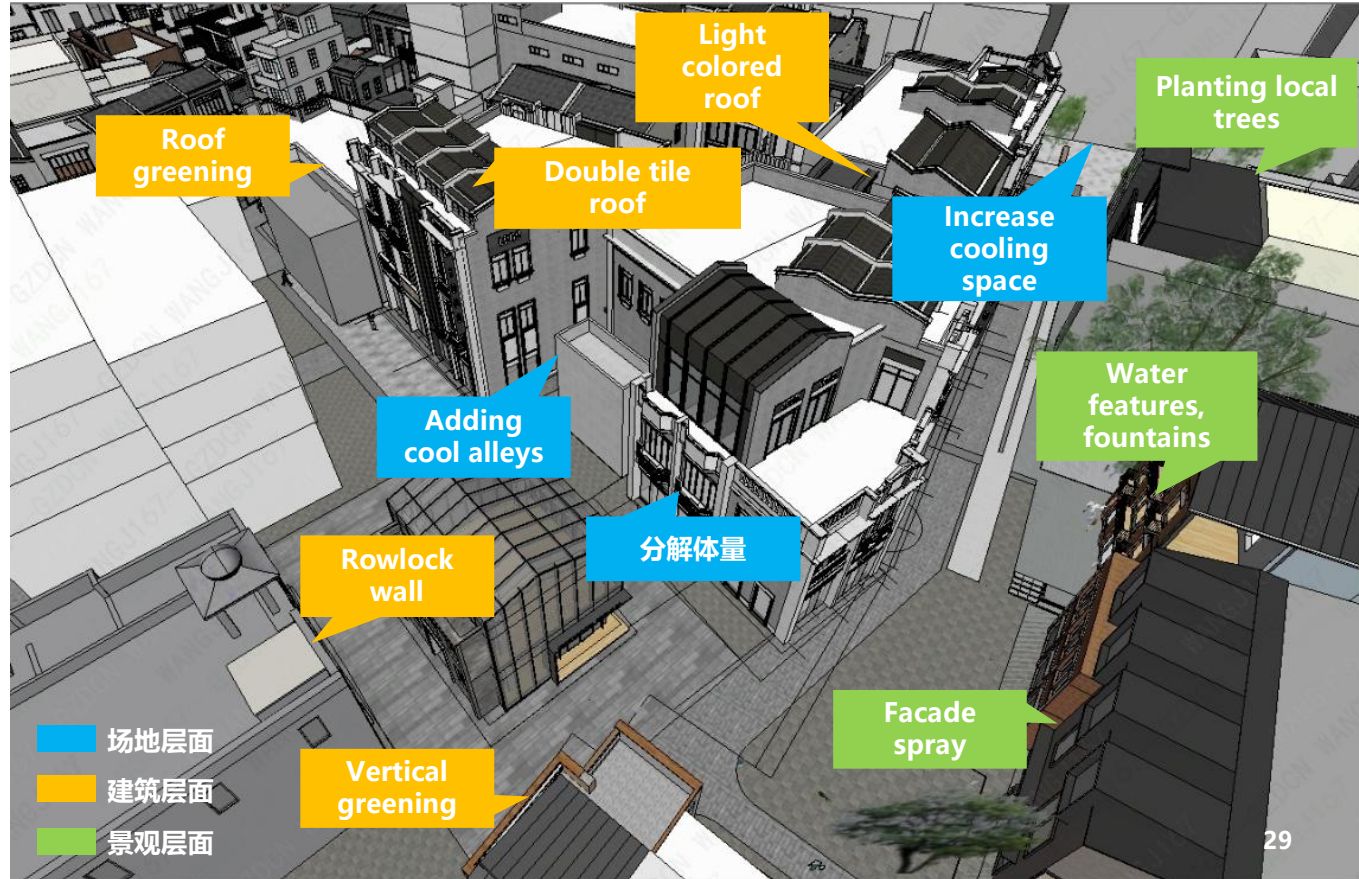 Light
colored
roof
Planting local
trees
Roof
greening
Double tile
roof
Increase
cooling
space
Water
features,
fountains
Adding
cool alleys
分解体量
Rowlock
wall
Facade
spray
Vertical
greening
场地层面
建筑层面
景观层面
29